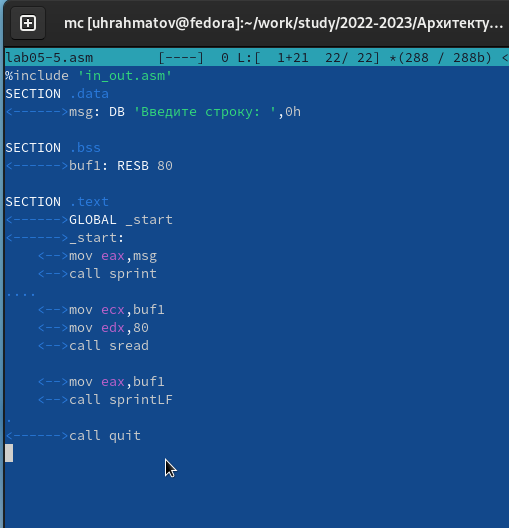 mc [uhrahmatov@fedora]:~/work/study/2022-2023/Архитекту...
lab05-5.asm [----] 0 L:[ 1+21 22/ 22] *(288 / 288b) <
%include 'in_out.asm'
SECTION .data
<------>msg: DB 'Введите строку: ',0h
SECTION .bss
<------>buf1: RESB 80
SECTION .text
<------>GLOBAL _start
<------>_start:
<-->mov eax,msg
<-->call sprint
....
<-->mov ecx,buf1
<-->mov edx,80
<-->call sread
<-->mov eax,buf1
<-->call sprintLF
.
<------>call quit